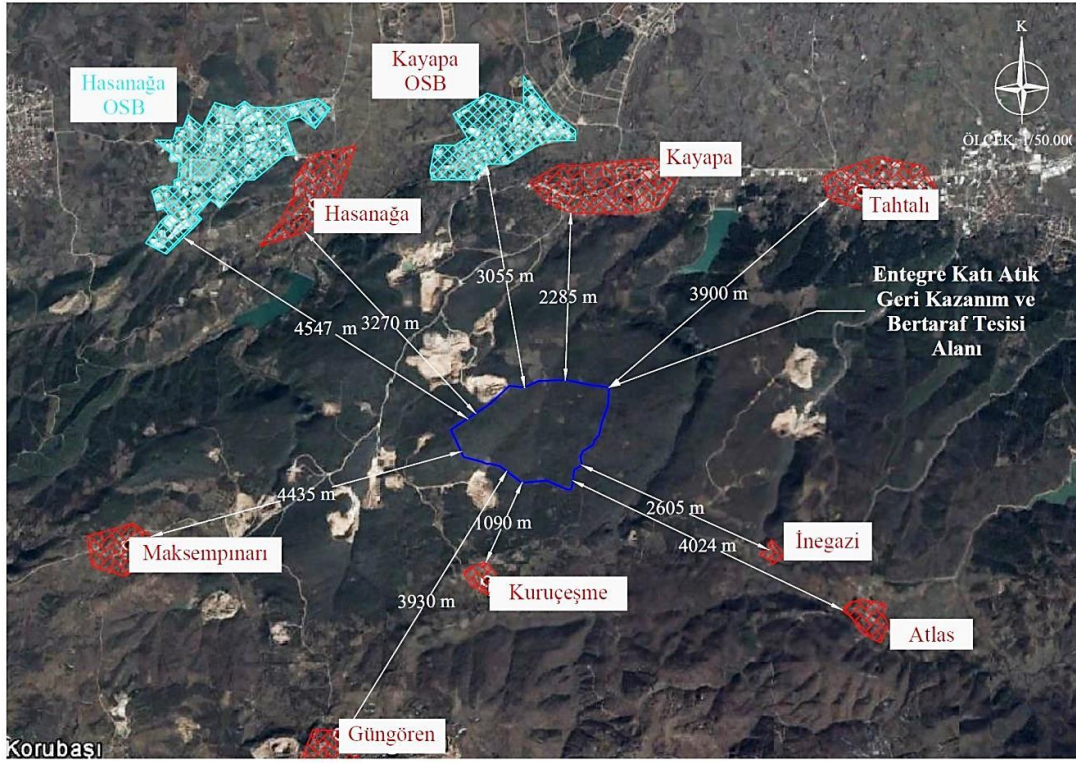 K
Hasanağa
OSB
Kayapa
OSB
ÖLÇEK: 1/50.000
Kayapa
Tahtalı
Hasanağa
3055 m
2285 m
3900 m
Entegre Katı Atık
Geri Kazanım ve
Bertaraf Tesisi
Alanı
4547 m
3270 m
4435 m
1090 m
2605 m
4024 m
Maksempınarı
İnegazi
Kuruçeşme
3930 m
Atlas
Güngören
Korubaşı